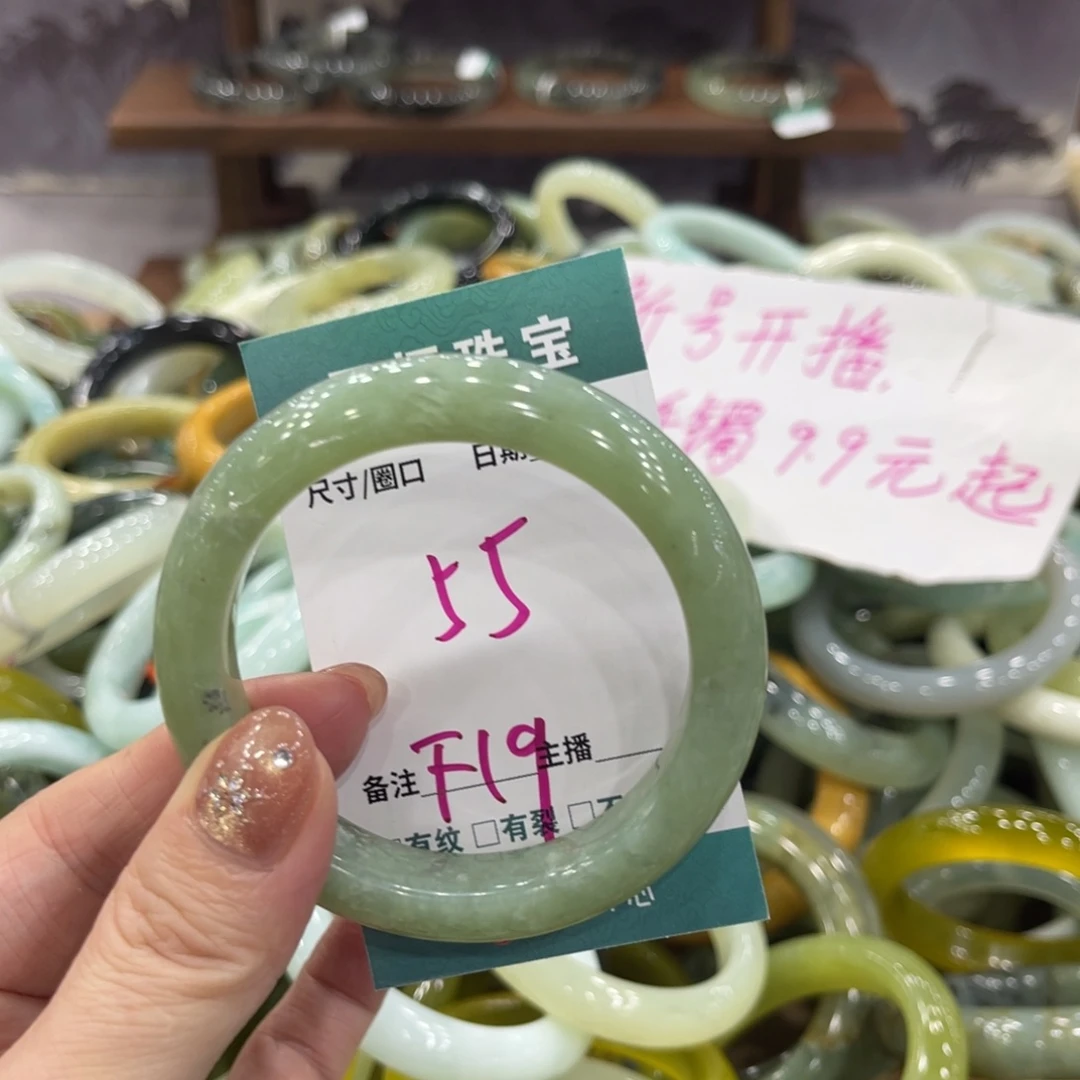 珠宝
尺寸/圈口
日期
55
备注 F19 主播
有纹 □有裂 □
号开播
镯 9.9元起